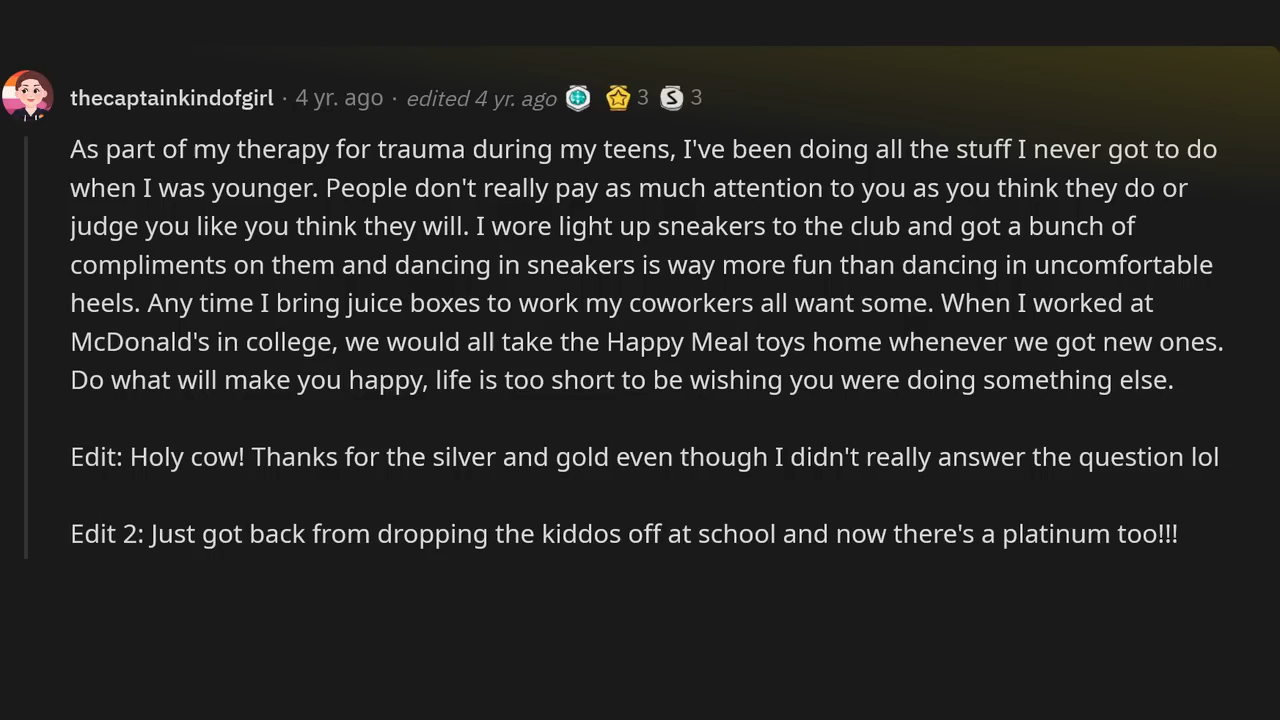 thecaptainkindofgirl · 4 yr. ago · edited 4 yr. ago 3 3
As part of my therapy for trauma during my teens, I've been doing all the stuff I never got to do
when I was younger. People don't really pay as much attention to you as you think they do or
judge you like you think they will. I wore light up sneakers to the club and got a bunch of
compliments on them and dancing in sneakers is way more fun than dancing in uncomfortable
heels. Any time I bring juice boxes to work my coworkers all want some. When I worked at
McDonald's in college, we would all take the Happy Meal toys home whenever we got new ones.
Do what will make you happy, life is too short to be wishing you were doing something else.
Edit: Holy cow! Thanks for the silver and gold even though I didn't really answer the question lol
Edit 2: Just got back from dropping the kiddos off at school and now there's a platinum too!!!